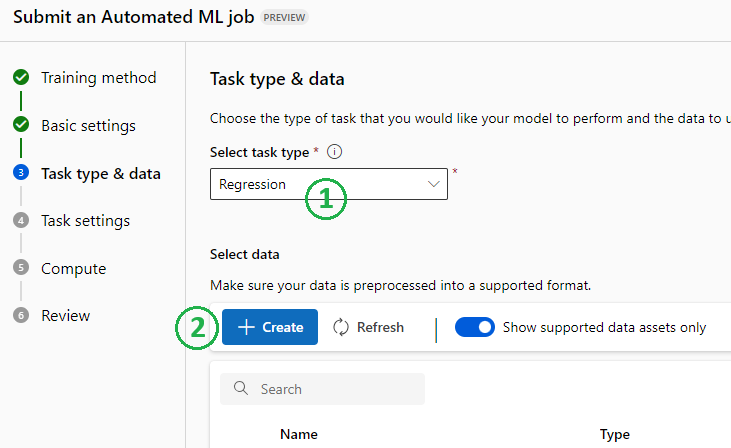 Submit an Automated ML job PREVIEW
Training method
Basic settings
3 Task type & data
4 Task settings
5 Compute
6 Review
Task type & data
Choose the type of task that you would like your model to perform and the data to u
Select task type * i
Regression *
1
Select data
Make sure your data is preprocessed into a supported format.
2 + Create Refresh Show supported data assets only
Search
Name Type